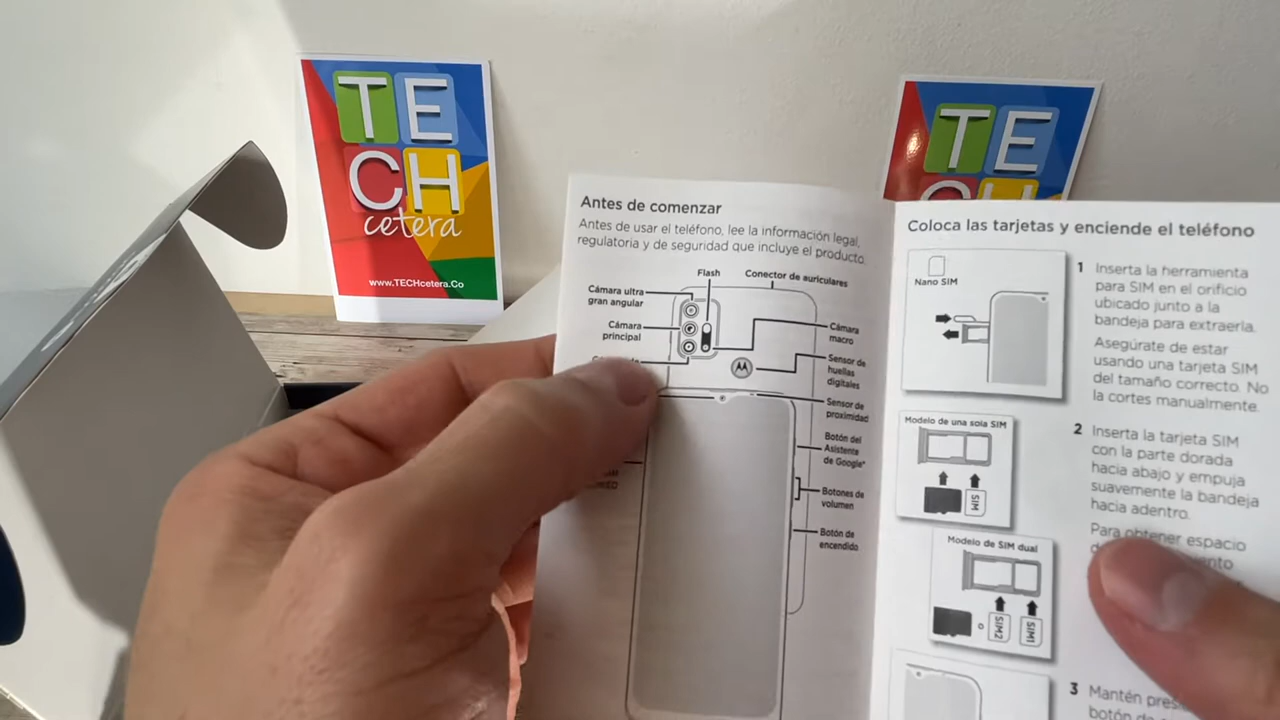 TE
CH
cetera
www.TECHcetera.Co
TE
CH
Antes de comenzar
Antes de usar el teléfono, lee la información legal,
regulatoria y de seguridad que incluye el producto.
Flash
Conector de auriculares
Cámara ultra
gran angular
Cámara
principal
Cámara
macro
Sensor de
huellas
digitales
Sensor de
proximidad
Botón del
Asistente
de Google*
Botones de
volumen
Botón de
encendido
Coloca las tarjetas y enciende el teléfono
Nano SIM
1 Inserta la herramienta
para SIM en el orificio
ubicado junto a la
bandeja para extraerla.
Asegúrate de estar
usando una tarjeta SIM
del tamaño correcto. No
la cortes manualmente.
Modelo de una sola SIM
SIM
2 Inserta la tarjeta SIM
con la parte dorada
hacia abajo y empuja
suavemente la bandeja
hacia adentro.
Para obtener espacio
Modelo de SIM dual
o
SIM2
SIM1
3 Mantén
botón de